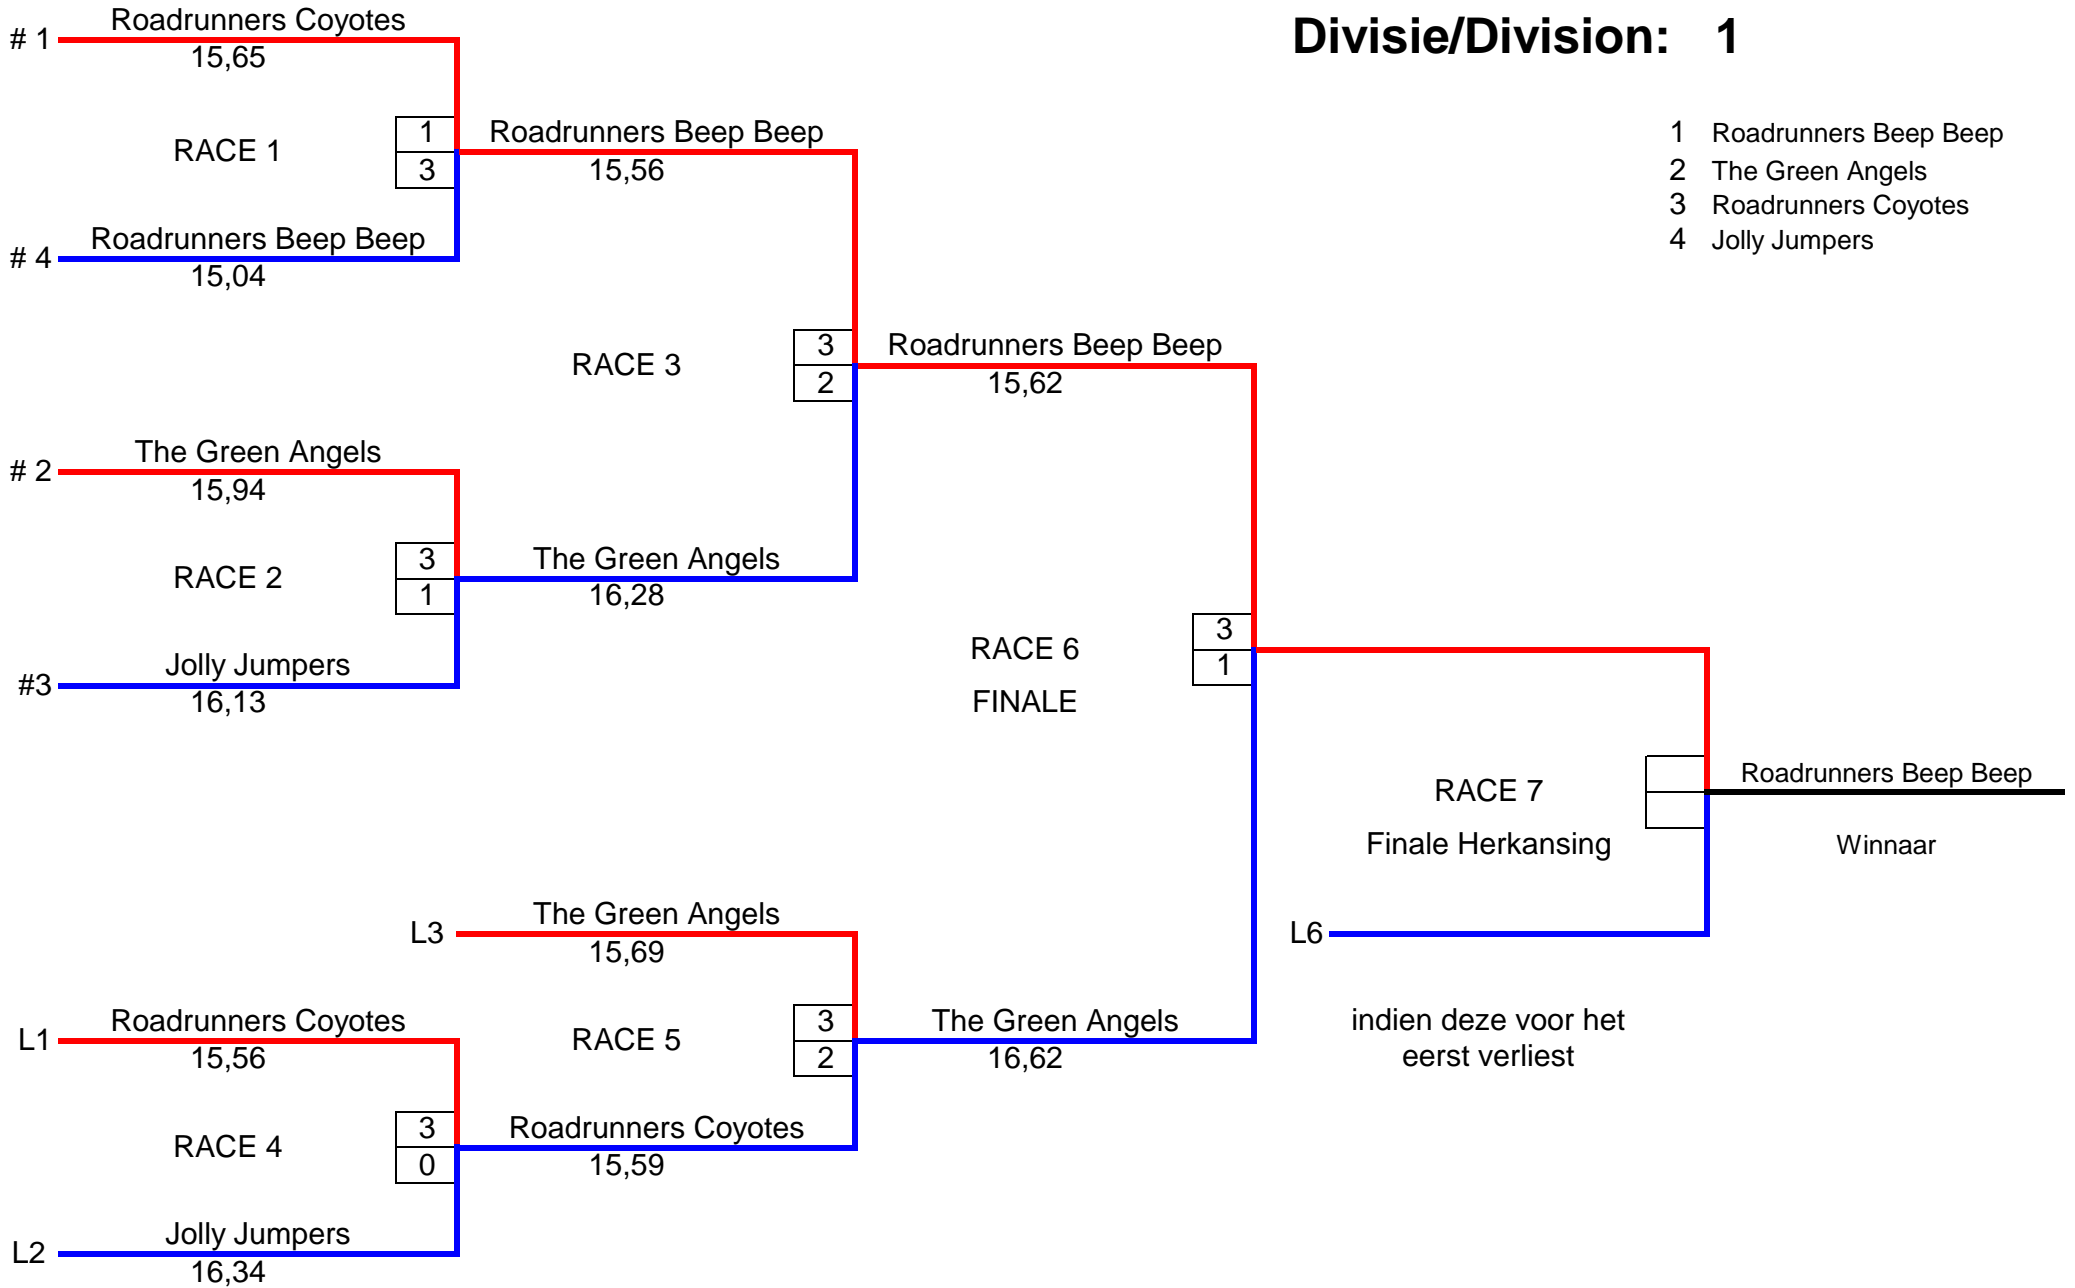 Divisie/Division: 1
1 Roadrunners Beep Beep
2 The Green Angels
3 Roadrunners Coyotes
4 Jolly Jumpers
# 1
Roadrunners Coyotes
15,65
RACE 1
1
3
# 4
Roadrunners Beep Beep
15,04
Roadrunners Beep Beep
15,56
# 2
The Green Angels
15,94
RACE 2
3
1
#3
Jolly Jumpers
16,13
The Green Angels
16,28
RACE 3
3
2
Roadrunners Beep Beep
15,62
RACE 6
FINALE
3
1
RACE 7
Finale Herkansing
Roadrunners Beep Beep
Winnaar
L6
indien deze voor het
eerst verliest
L3
The Green Angels
15,69
RACE 5
3
2
The Green Angels
16,62
L1
Roadrunners Coyotes
15,56
RACE 4
3
0
Roadrunners Coyotes
15,59
L2
Jolly Jumpers
16,34